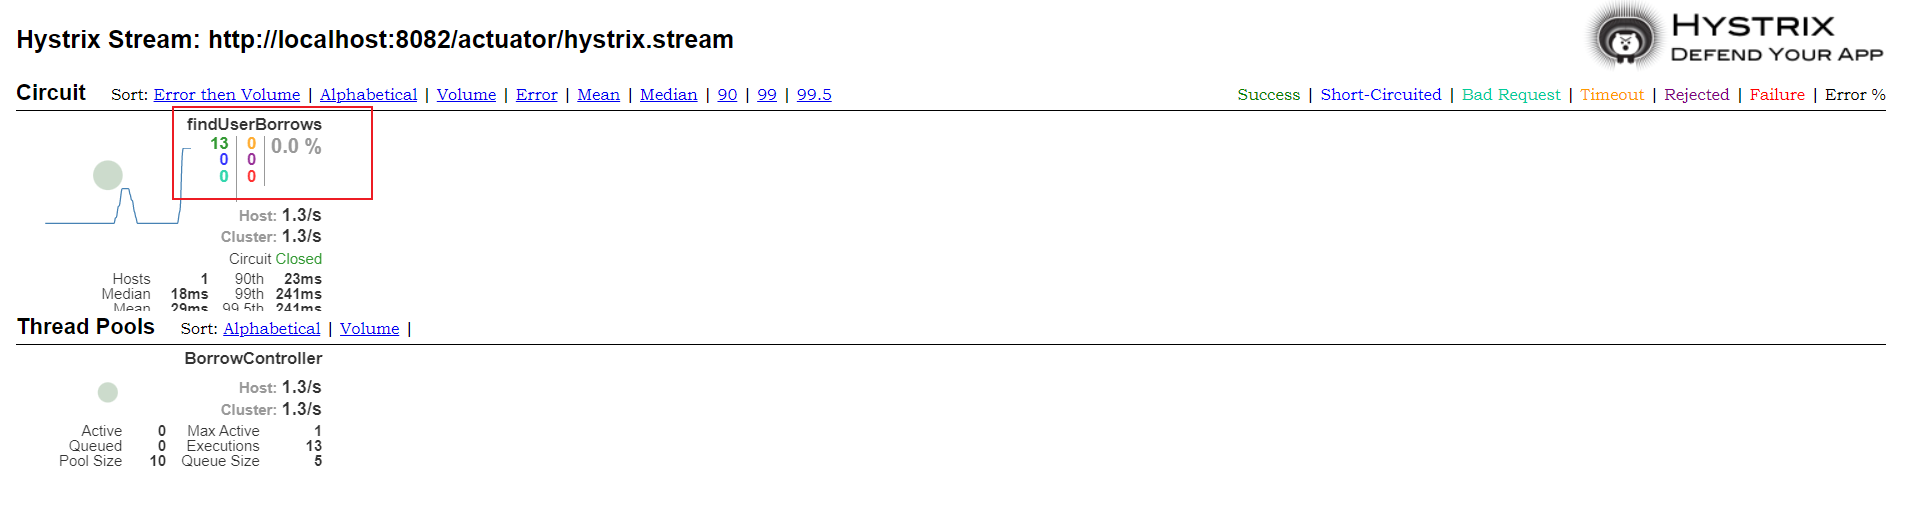 Hystrix Stream: http://localhost:8082/actuator/hystrix.stream
HYSTRIX
DEFEND YOUR APP
Circuit Sort: Error then Volume | Alphabetical | Volume | Error | Mean | Median | 90 | 99 | 99.5
Success | Short-Circuited | Bad Request | Timeout | Rejected | Failure | Error %
findUserBorrows
13 0 0.0 %
0 0
0 0
Host: 1.3/s
Cluster: 1.3/s
Circuit Closed
Hosts 1 90th 23ms
Median 18ms 99th 241ms
Mean 29ms 99.5th 241ms
Thread Pools Sort: Alphabetical | Volume |
BorrowController
Host: 1.3/s
Cluster: 1.3/s
Active 0 Max Active 1
Queued 0 Executions 13
Pool Size 10 Queue Size 5